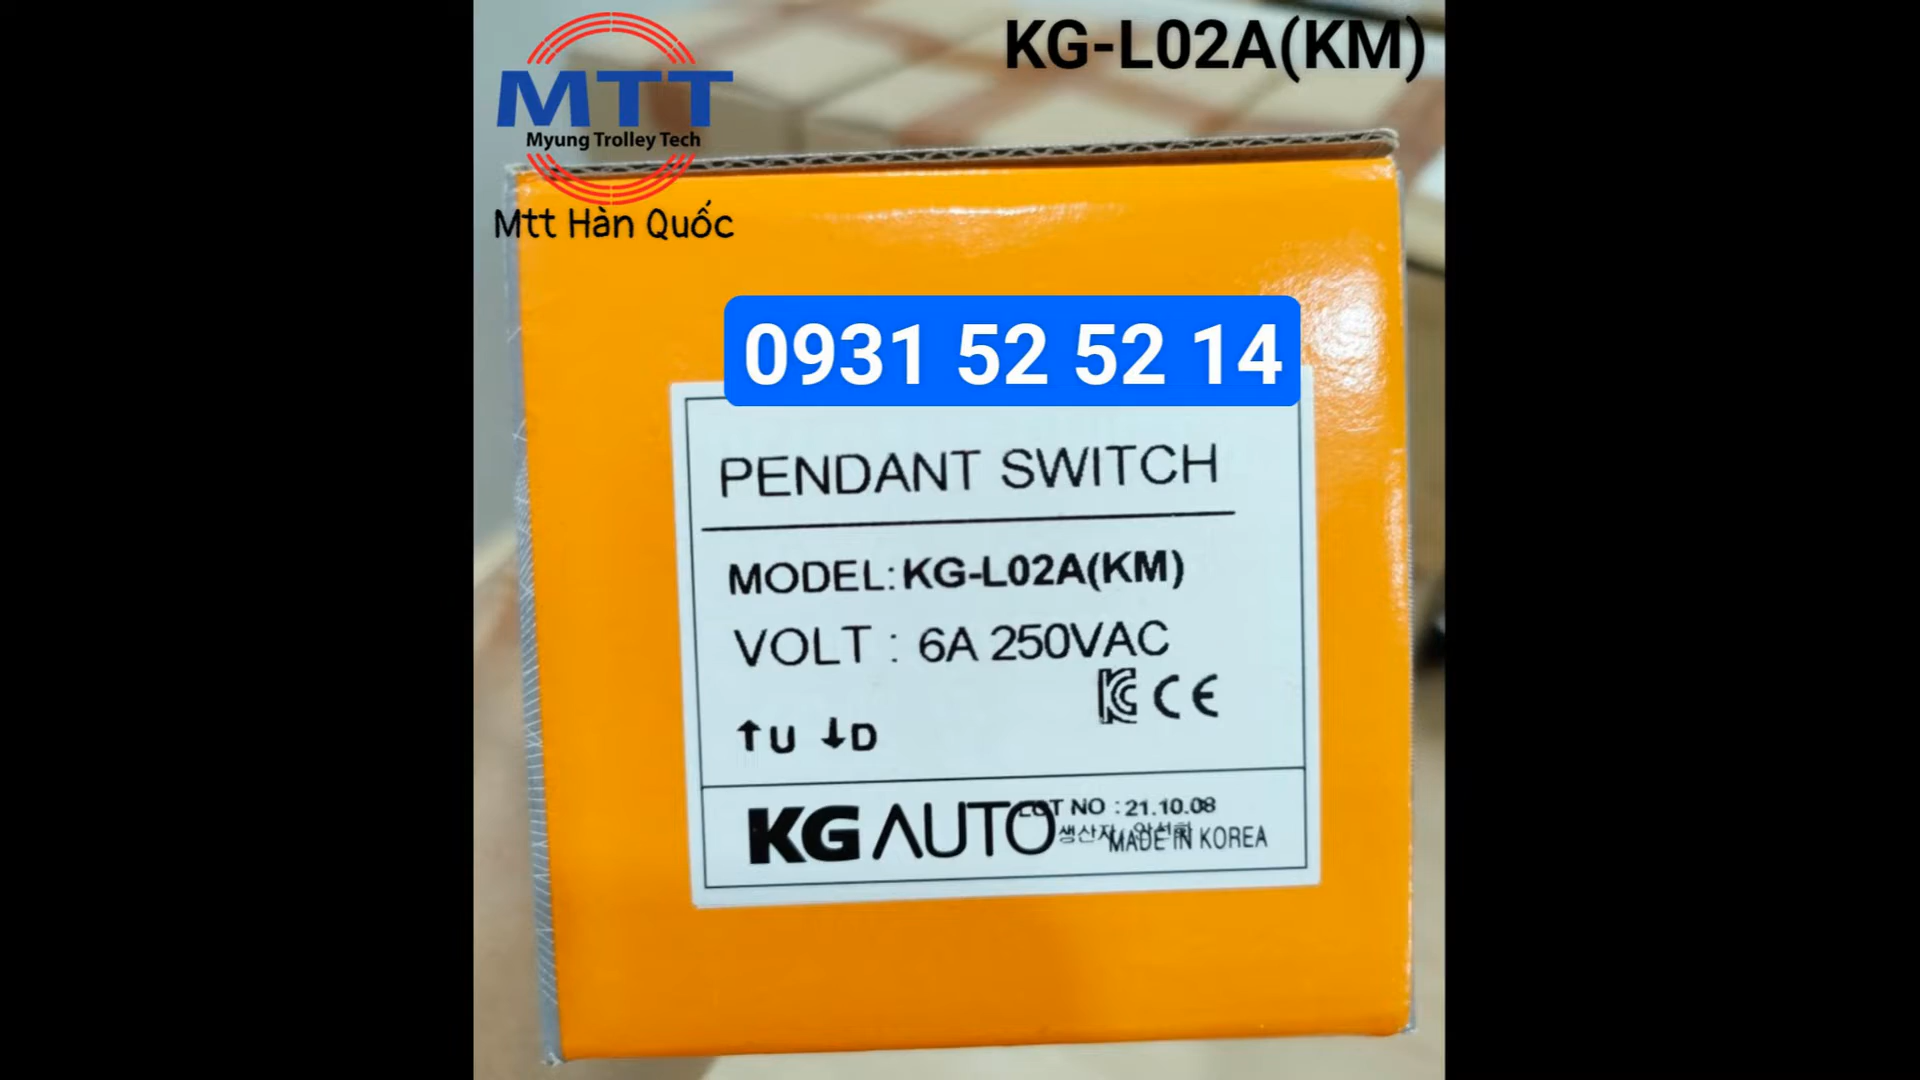 KG-L02A(KM)
MTT
Myung Trolley Tech
Mtt Hàn Quốc
0931 52 52 14
PENDANT SWITCH
MODEL:KG-L02A(KM)
VOLT : 6A 250VAC
KC CE
↑U ↓D
KG AUTO
LOT NO : 21.10.08
생산자
MADE IN KOREA